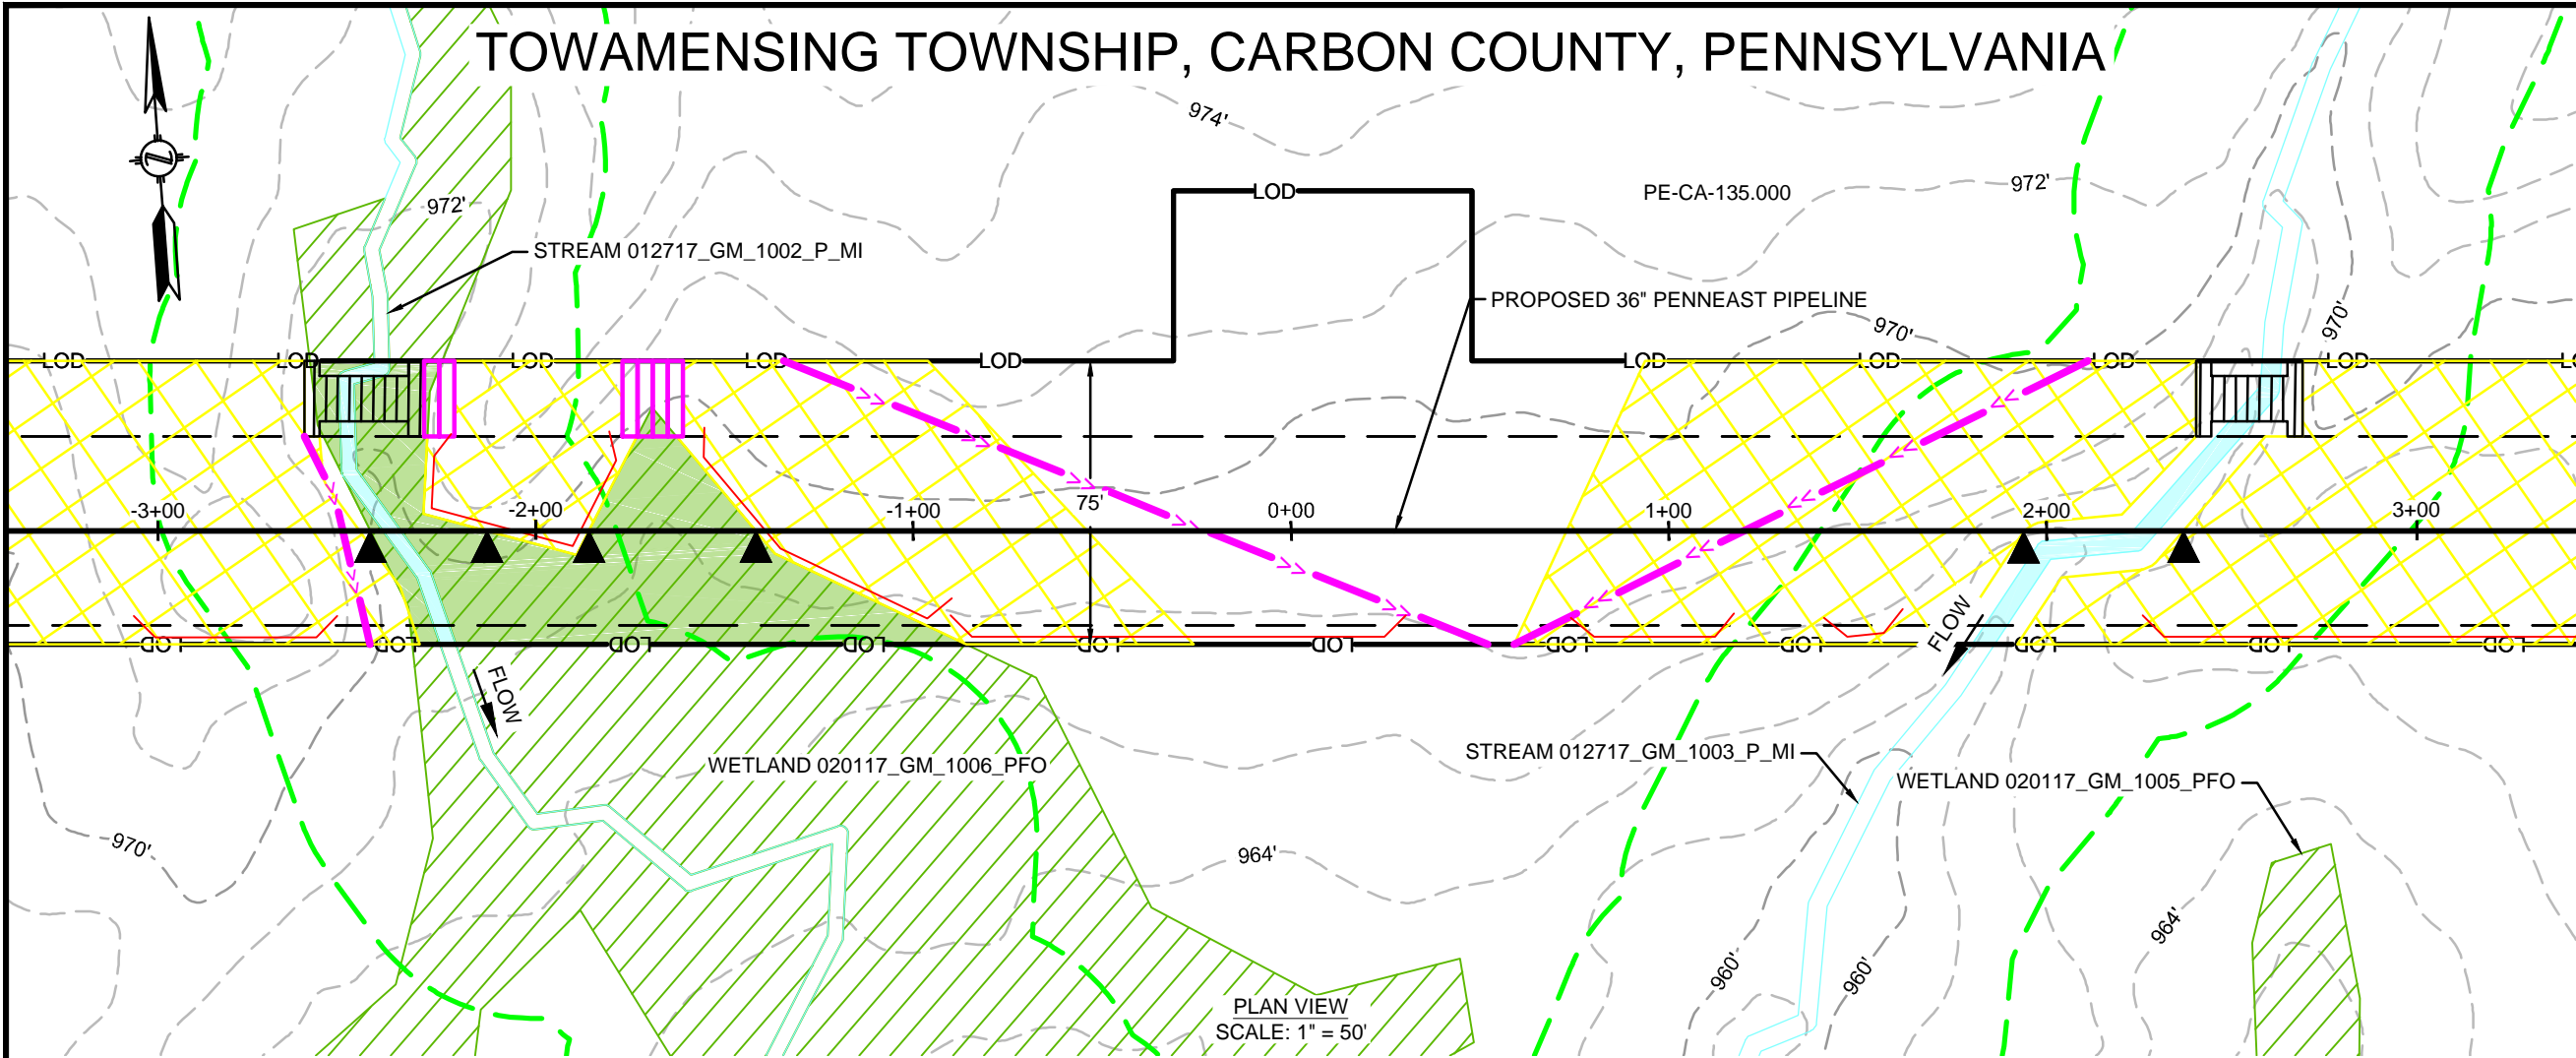 TOWAMENSING TOWNSHIP, CARBON COUNTY, PENNSYLVANIA
974'
972'
PE-CA-135.000
972'
STREAM 012717_GM_1002_P_MI
PROPOSED 36" PENNEAST PIPELINE
970'
970'
LOD
LOD LOD LOD LOD LOD LOD LOD LOD LOD LO
N
-3+00 -2+00 -1+00 75' 0+00 1+00 2+00 3+00
LOD LOD LOD LOD LOD LOD LOD LOD LOD LOD LOD
FLOW
FLOW
WETLAND 020117_GM_1006_PFO
STREAM 012717_GM_1003_P_MI
WETLAND 020117_GM_1005_PFO
970'
964'
964'
960'
960'
PLAN VIEW
SCALE: 1" = 50'